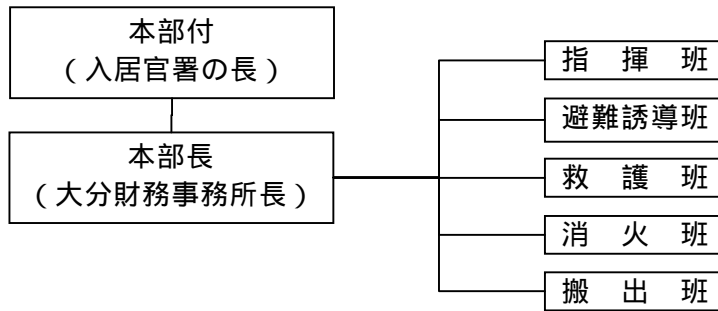 本部付
（入居官署の長）
本部長
（大分財務事務所長）
指　揮　班
避難誘導班
救　護　班
消　火　班
搬　出　班